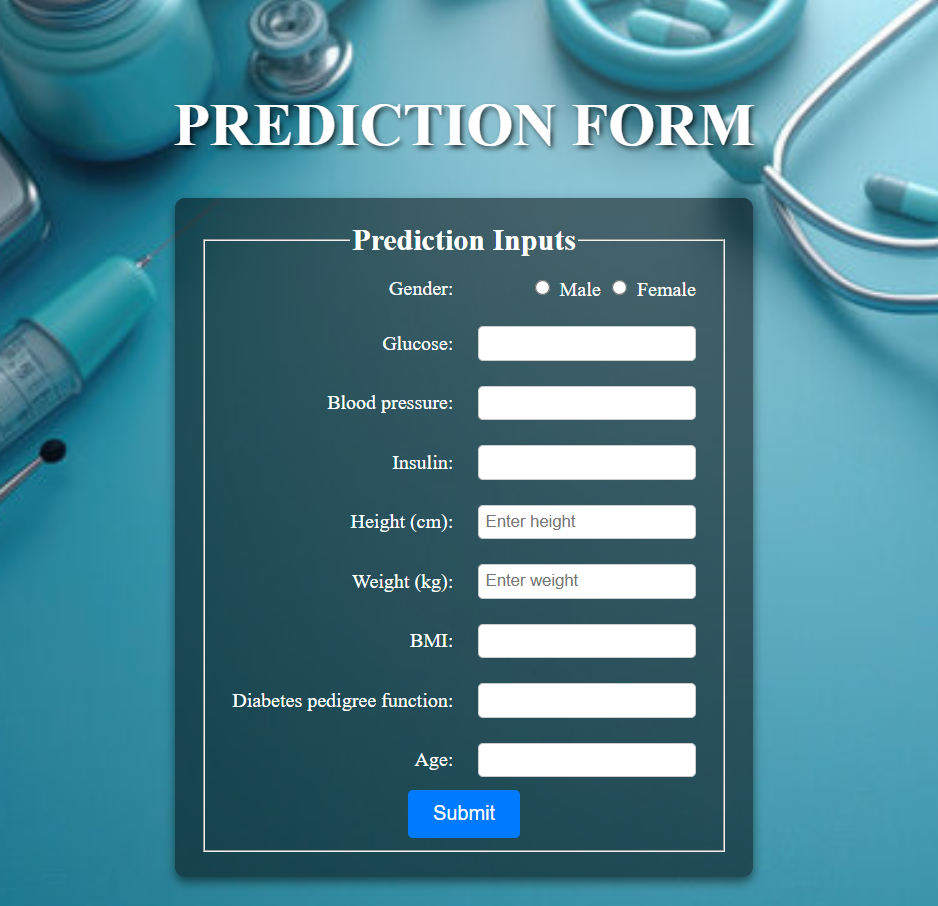 PREDICTION FORM
Prediction Inputs
Gender: Male Female
Glucose:
Blood pressure:
Insulin:
Height (cm): Enter height
Weight (kg): Enter weight
BMI:
Diabetes pedigree function:
Age:
Submit